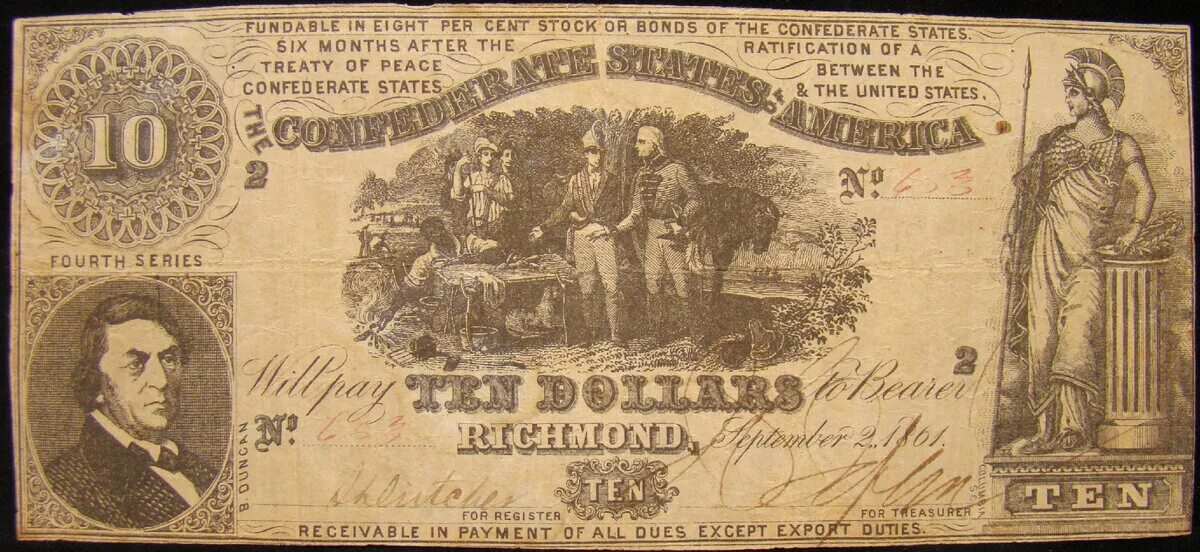 FUNDABLE IN EIGHT PER CENT STOCK OR BONDS OF THE CONFEDERATE STATES.
SIX MONTHS AFTER THE RATIFICATION OF A
TREATY OF PEACE BETWEEN THE
CONFEDERATE STATES & THE UNITED STATES.
THE CONFEDERATE STATES OF AMERICA
10
2
No. 633
FOURTH SERIES
Will pay TEN DOLLARS to Bearer
2
No. 633
RICHMOND, September 2, 1861.
B DUNCAN
COLUMBIA S.C.
TEN
FOR REGISTER
FOR TREASURER
TEN
RECEIVABLE IN PAYMENT OF ALL DUES EXCEPT EXPORT DUTIES.